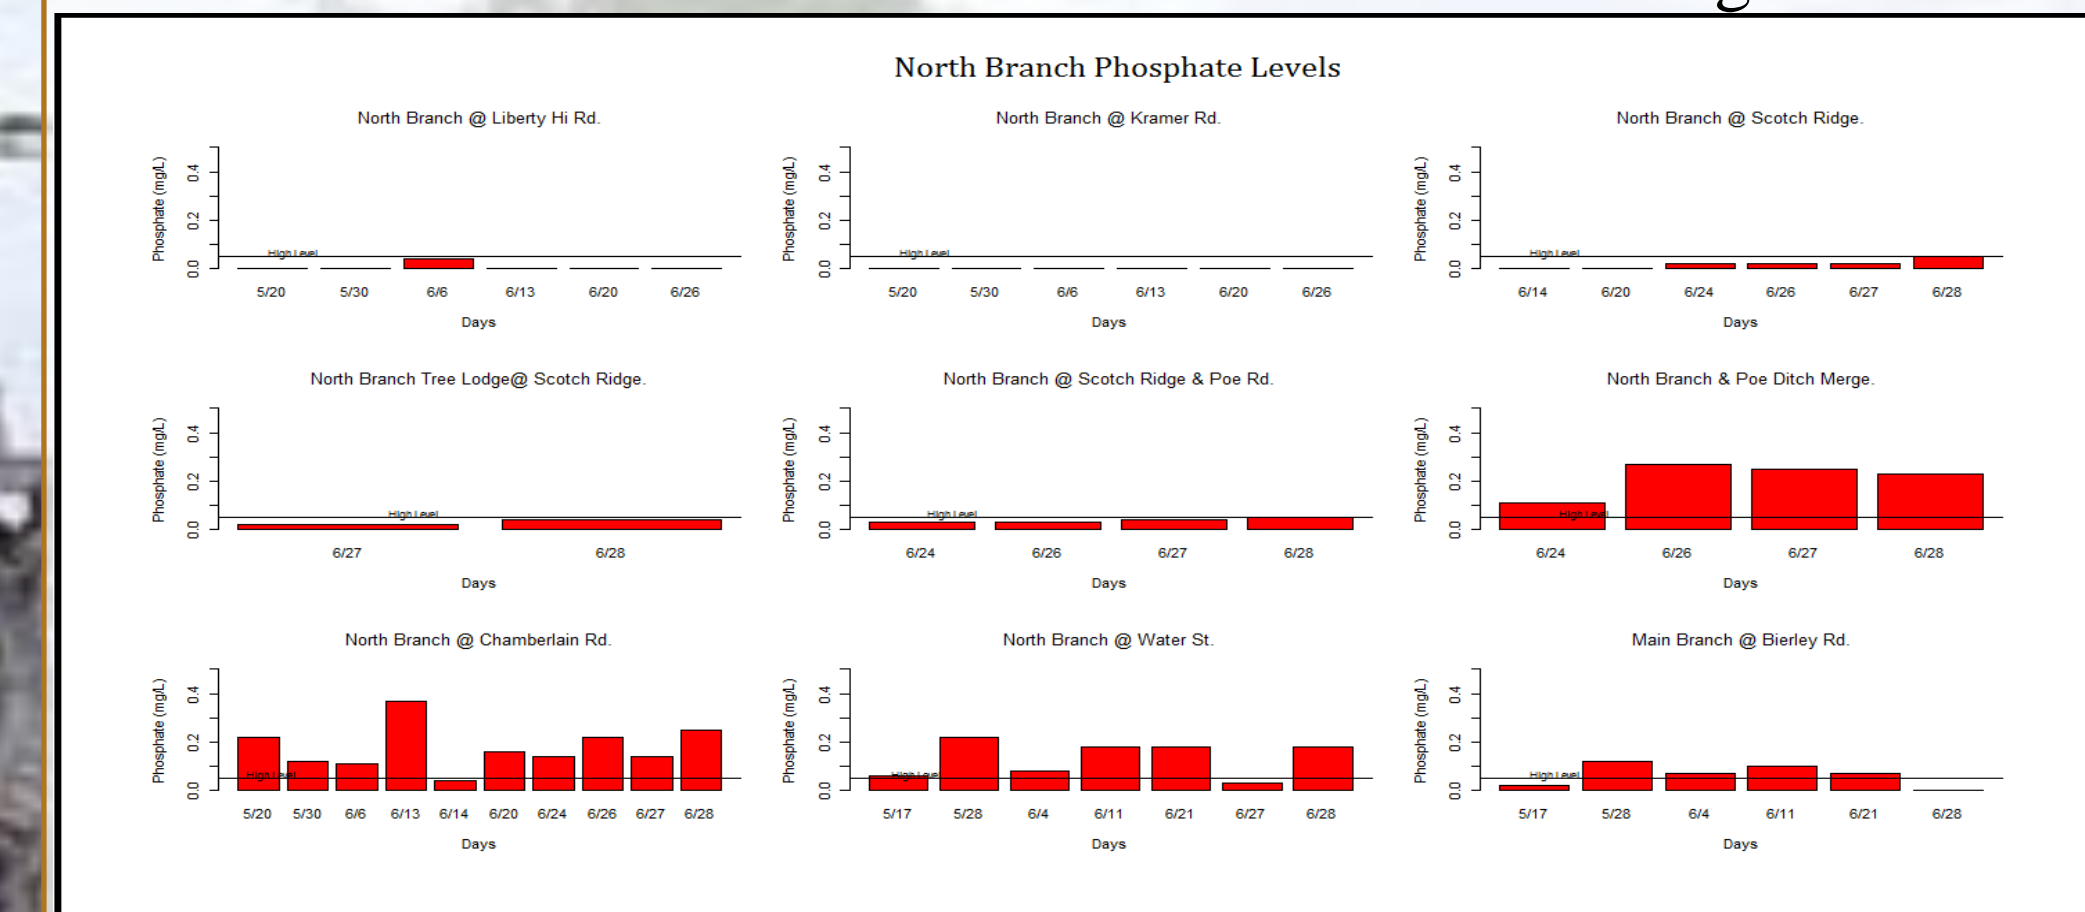 North Branch Phosphate Levels
North Branch @ Liberty Hi Rd.
Phosphate (mg/L)
0.4
0.2
0.0
High Level
5/20 5/30 6/6 6/13 6/20 6/26
Days
North Branch @ Kramer Rd.
Phosphate (mg/L)
0.4
0.2
0.0
High Level
5/20 5/30 6/6 6/13 6/20 6/26
Days
North Branch @ Scotch Ridge.
Phosphate (mg/L)
0.4
0.2
0.0
High Level
6/14 6/20 6/24 6/26 6/27 6/28
Days
North Branch Tree Lodge@ Scotch Ridge.
Phosphate (mg/L)
0.4
0.2
0.0
High Level
6/27 6/28
Days
North Branch @ Scotch Ridge & Poe Rd.
Phosphate (mg/L)
0.4
0.2
0.0
High Level
6/24 6/26 6/27 6/28
Days
North Branch & Poe Ditch Merge.
Phosphate (mg/L)
0.4
0.2
0.0
High Level
6/24 6/26 6/27 6/28
Days
North Branch @ Chamberlain Rd.
Phosphate (mg/L)
0.4
0.2
0.0
High Level
5/20 5/30 6/6 6/13 6/14 6/20 6/24 6/26 6/27 6/28
Days
North Branch @ Water St.
Phosphate (mg/L)
0.4
0.2
0.0
High Level
5/17 5/28 6/4 6/11 6/21 6/27 6/28
Days
Main Branch @ Bierley Rd.
Phosphate (mg/L)
0.4
0.2
0.0
High Level
5/17 5/28 6/4 6/11 6/21 6/28
Days